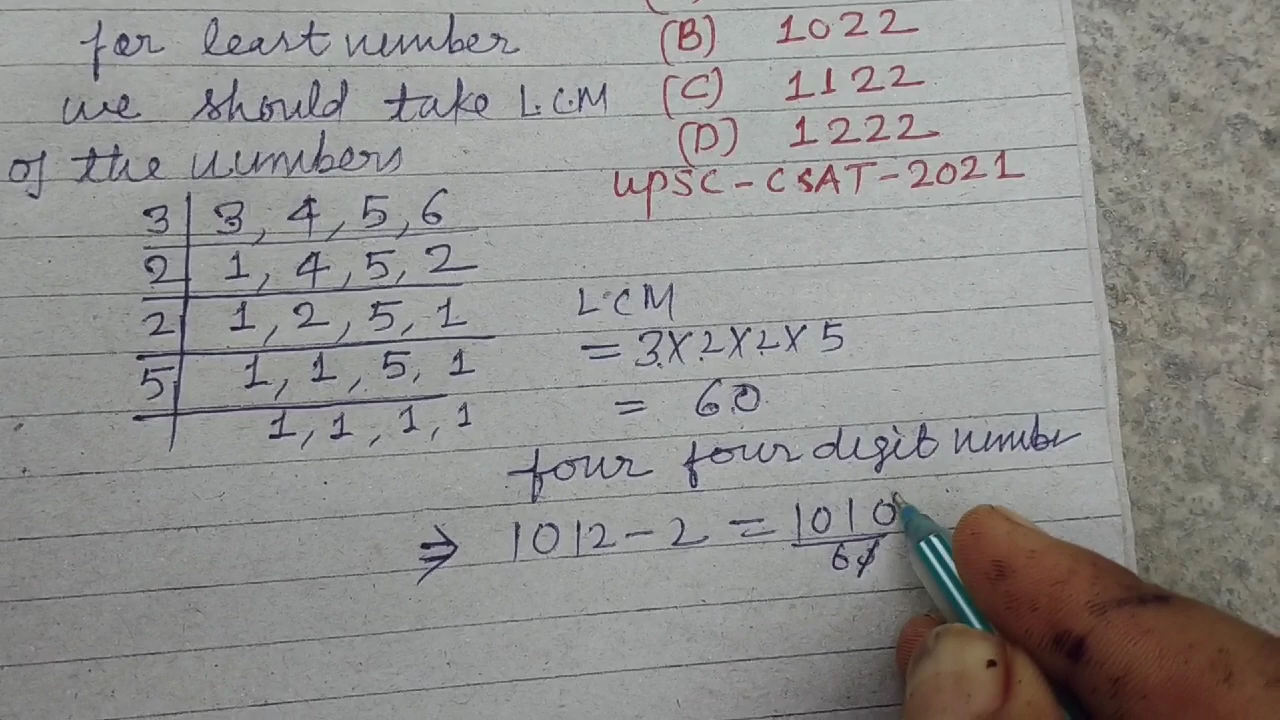 for least number
we should take L.C.M
of the numbers
(B) 1022
(C) 1122
(D) 1222
UPSC-CSAT-2021
3 | 3, 4, 5, 6
2 | 1, 4, 5, 2
2 | 1, 2, 5, 1
5 | 1, 1, 5, 1
1, 1, 1, 1
L.C.M
= 3×2×2×5
= 60
four four digit number
⇒ 1012-2 = 1010
60